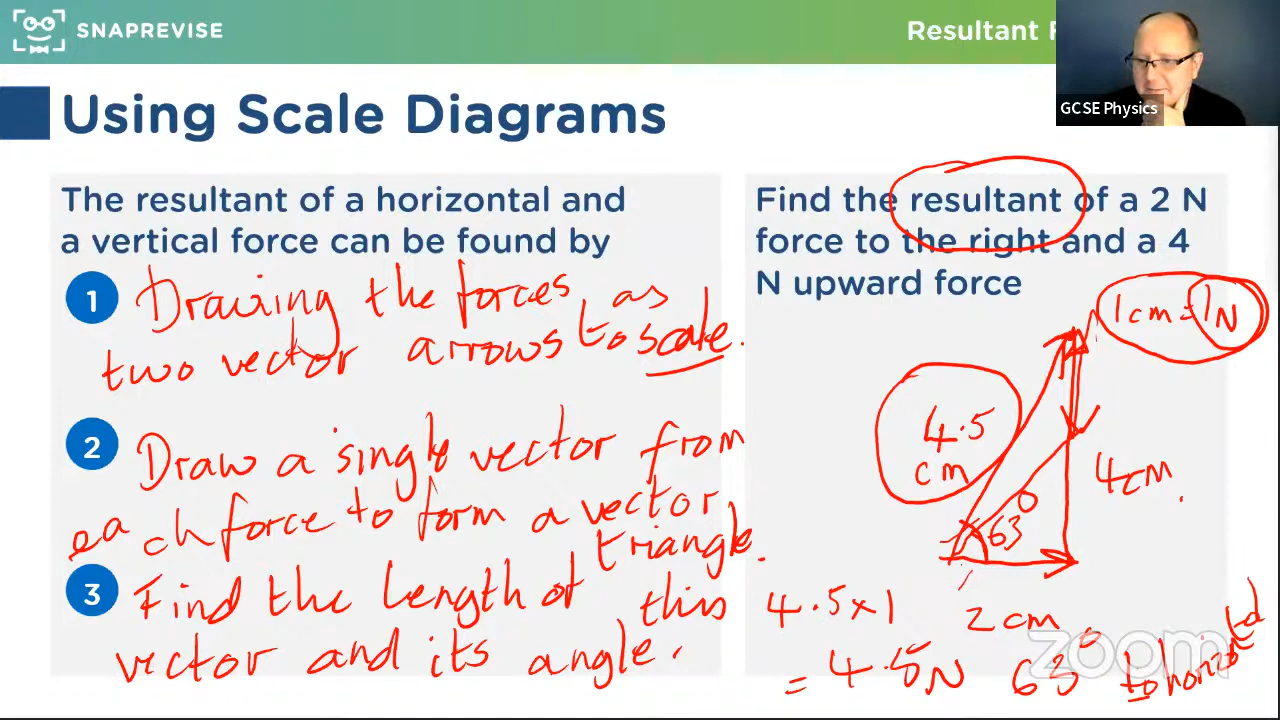 SNAPREVISE
Resultant F
GCSE Physics
Using Scale Diagrams
The resultant of a horizontal and
a vertical force can be found by
1 Drawing the forces as
two vector arrows to scale.
2 Draw a single vector from
each force to form a vector
triangle.
3 Find the length of this
vector and its angle.
Find the resultant of a 2 N
force to the right and a 4
N upward force
1cm = 1N
4.5
cm
4cm.
63°
2 cm
4.5 x 1
= 4.5N 63° to horizontal
zoom